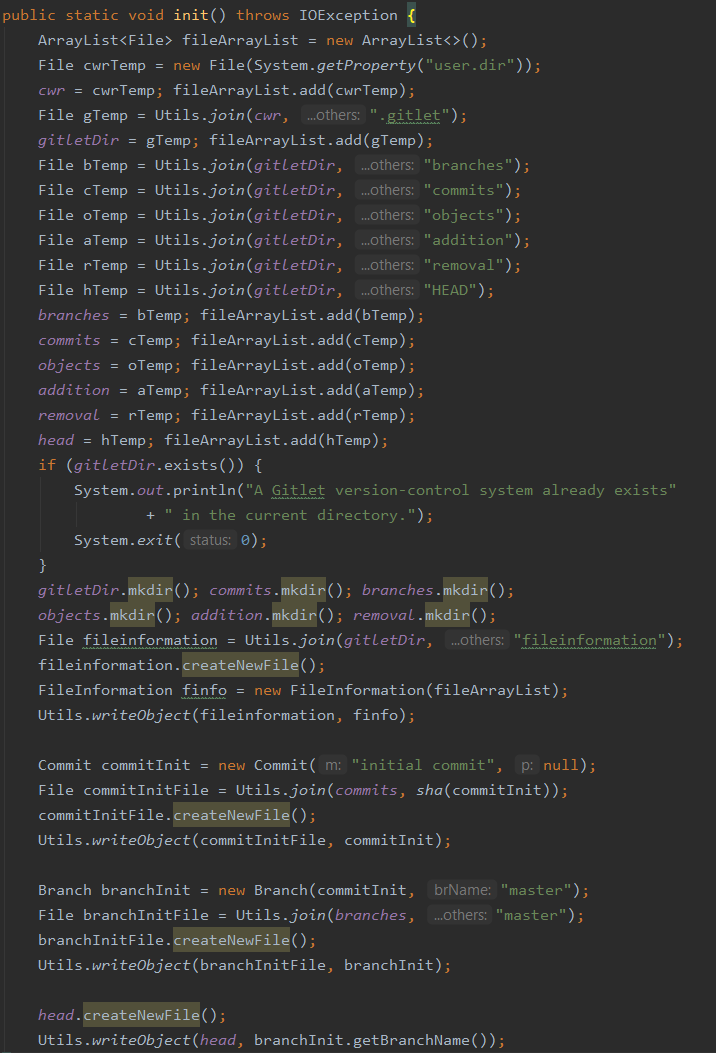 public static void init() throws IOException {
    ArrayList<File> fileArrayList = new ArrayList<>();
    File cwrTemp = new File(System.getProperty("user.dir"));
    cwr = cwrTemp; fileArrayList.add(cwrTemp);
    File gTemp = Utils.join(cwr, ...others: ".gitlet");
    gitletDir = gTemp; fileArrayList.add(gTemp);
    File bTemp = Utils.join(gitletDir, ...others: "branches");
    File cTemp = Utils.join(gitletDir, ...others: "commits");
    File oTemp = Utils.join(gitletDir, ...others: "objects");
    File aTemp = Utils.join(gitletDir, ...others: "addition");
    File rTemp = Utils.join(gitletDir, ...others: "removal");
    File hTemp = Utils.join(gitletDir, ...others: "HEAD");
    branches = bTemp; fileArrayList.add(bTemp);
    commits = cTemp; fileArrayList.add(cTemp);
    objects = oTemp; fileArrayList.add(oTemp);
    addition = aTemp; fileArrayList.add(aTemp);
    removal = rTemp; fileArrayList.add(rTemp);
    head = hTemp; fileArrayList.add(hTemp);
    if (gitletDir.exists()) {
        System.out.println("A Gitlet version-control system already exists"
                + " in the current directory.");
        System.exit( status: 0);
    }
    gitletDir.mkdir(); commits.mkdir(); branches.mkdir();
    objects.mkdir(); addition.mkdir(); removal.mkdir();
    File fileinformation = Utils.join(gitletDir, ...others: "fileinformation");
    fileinformation.createNewFile();
    FileInformation finfo = new FileInformation(fileArrayList);
    Utils.writeObject(fileinformation, finfo);

    Commit commitInit = new Commit( m: "initial commit", p: null);
    File commitInitFile = Utils.join(commits, sha(commitInit));
    commitInitFile.createNewFile();
    Utils.writeObject(commitInitFile, commitInit);

    Branch branchInit = new Branch(commitInit, brName: "master");
    File branchInitFile = Utils.join(branches, ...others: "master");
    branchInitFile.createNewFile();
    Utils.writeObject(branchInitFile, branchInit);

    head.createNewFile();
    Utils.writeObject(head, branchInit.getBranchName());